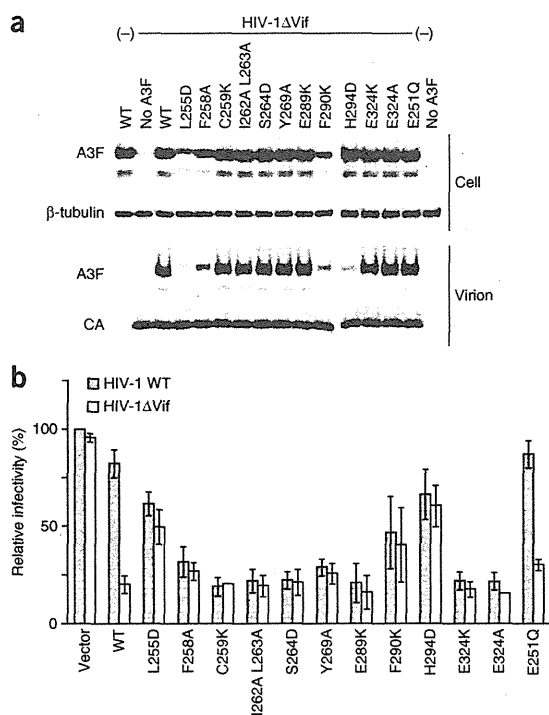 a
HIV-1ΔVif
(–)
(–)
WT
No A3F
WT
L255D
F258A
C259K
I262A L263A
S264D
Y269A
E289K
F290K
H294D
E324K
E324A
E251Q
No A3F
A3F
β-tubulin
Cell
A3F
CA
Virion
b
HIV-1 WT
HIV-1ΔVif
Relative infectivity (%)
100
50
0
Vector
WT
L255D
F258A
C259K
I262A L263A
S264D
Y269A
E289K
F290K
H294D
E324K
E324A
E251Q